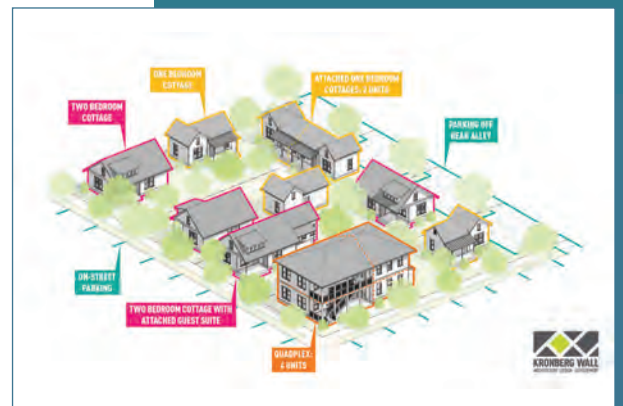 ONE BEDROOM
COTTAGE
ATTACHED ONE BEDROOM
COTTAGES: 4 UNITS
TWO BEDROOM
COTTAGE
PARKING OFF
REAR ALLEY
ON-STREET
PARKING
TWO BEDROOM COTTAGE WITH
ATTACHED GUEST SUITE
QUADPLEX:
4 UNITS
KRONBERG WALL